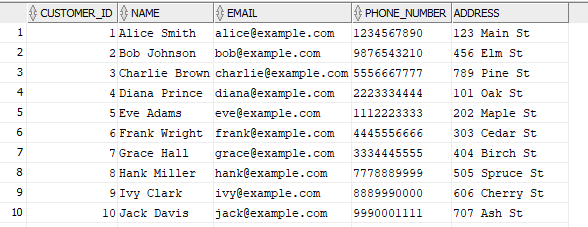 CUSTOMER_ID NAME EMAIL PHONE_NUMBER ADDRESS
1 1 Alice Smith alice@example.com 1234567890 123 Main St
2 2 Bob Johnson bob@example.com 9876543210 456 Elm St
3 3 Charlie Brown charlie@example.com 5556667777 789 Pine St
4 4 Diana Prince diana@example.com 2223334444 101 Oak St
5 5 Eve Adams eve@example.com 1112223333 202 Maple St
6 6 Frank Wright frank@example.com 4445556666 303 Cedar St
7 7 Grace Hall grace@example.com 3334445555 404 Birch St
8 8 Hank Miller hank@example.com 7778889999 505 Spruce St
9 9 Ivy Clark ivy@example.com 8889990000 606 Cherry St
10 10 Jack Davis jack@example.com 9990001111 707 Ash St